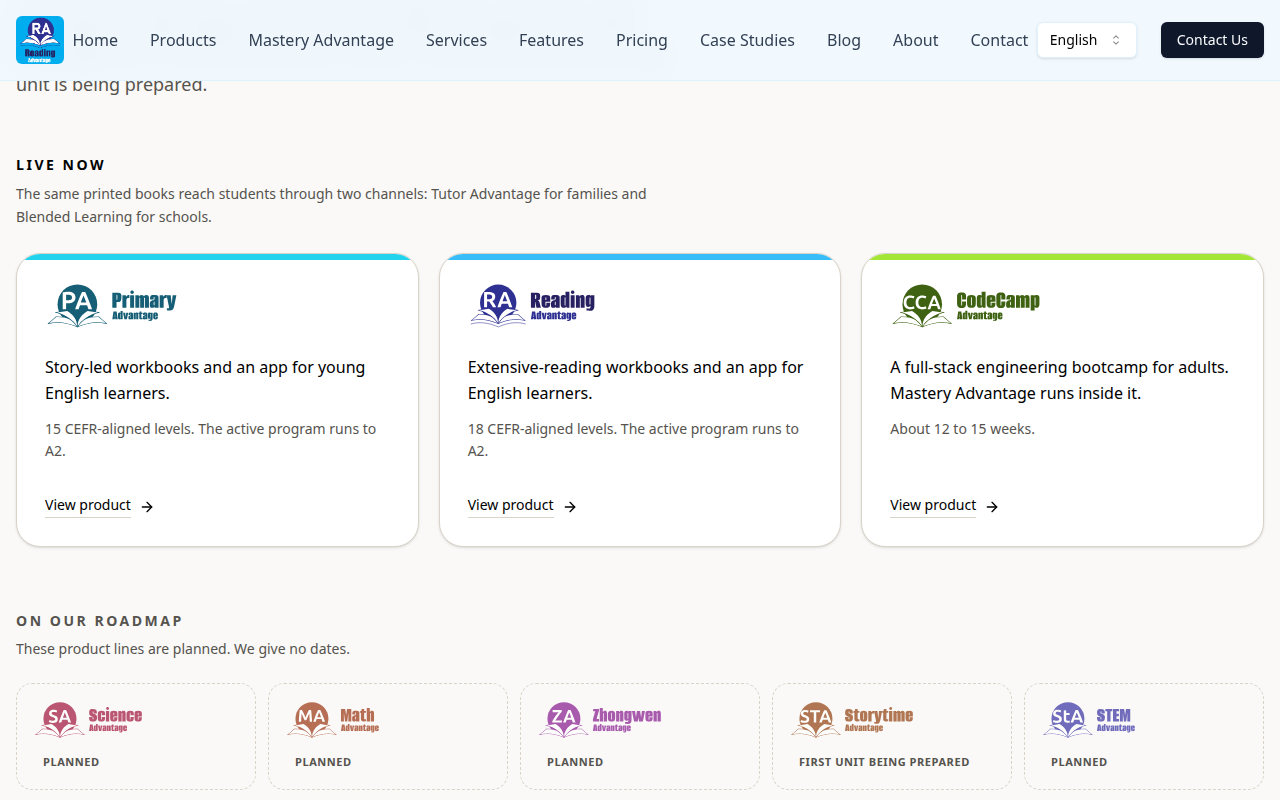 RA
Reading
Advantage
Home
Products
Mastery Advantage
Services
Features
Pricing
Case Studies
Blog
About
Contact
English
Contact Us
unit is being prepared.
LIVE NOW
The same printed books reach students through two channels: Tutor Advantage for families and
Blended Learning for schools.
PA
Primary
Advantage
Story-led workbooks and an app for young
English learners.
15 CEFR-aligned levels. The active program runs to
A2.
View product
RA
Reading
Advantage
Extensive-reading workbooks and an app for
English learners.
18 CEFR-aligned levels. The active program runs to
A2.
View product
CCA
CodeCamp
Advantage
A full-stack engineering bootcamp for adults.
Mastery Advantage runs inside it.
About 12 to 15 weeks.
View product
ON OUR ROADMAP
These product lines are planned. We give no dates.
SA
Science
Advantage
PLANNED
MA
Math
Advantage
PLANNED
ZA
Zhongwen
Advantage
PLANNED
STA
Storytime
Advantage
FIRST UNIT BEING PREPARED
StA
STEM
Advantage
PLANNED